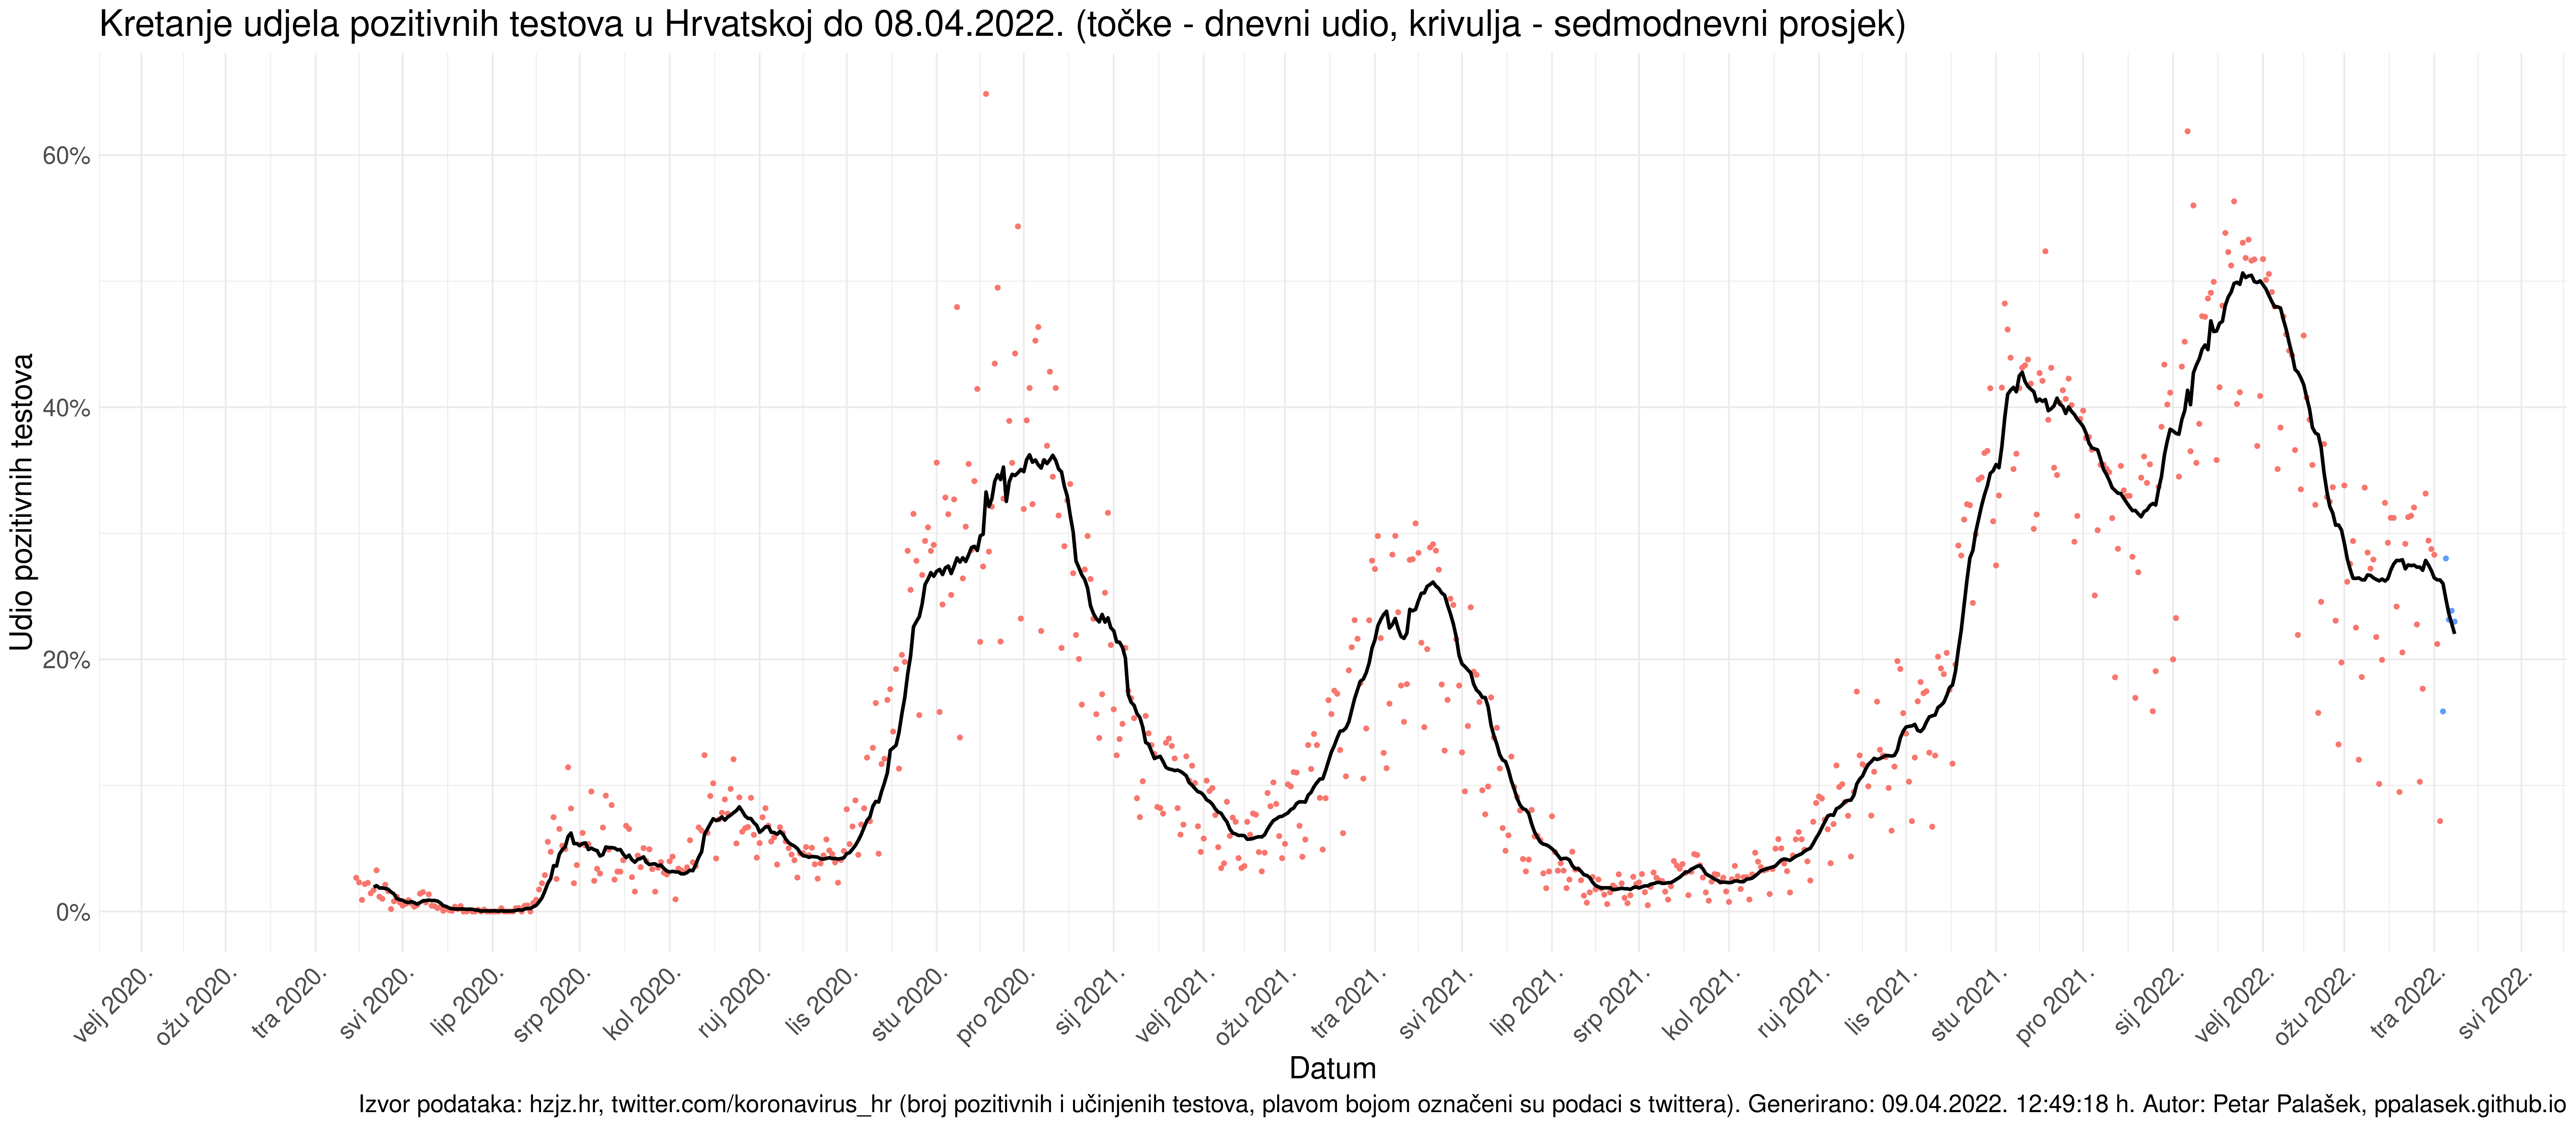 Kretanje udjela pozitivnih testova u Hrvatskoj do 08.04.2022. (točke - dnevni udio, krivulja - sedmodnevni prosjek)
Udio pozitivnih testova
60%
40%
20%
0%
velj 2020.
ožu 2020.
tra 2020.
svi 2020.
lip 2020.
srp 2020.
kol 2020.
ruj 2020.
lis 2020.
stu 2020.
pro 2020.
sij 2021.
velj 2021.
ožu 2021.
tra 2021.
svi 2021.
lip 2021.
srp 2021.
kol 2021.
ruj 2021.
lis 2021.
stu 2021.
pro 2021.
sij 2022.
velj 2022.
ožu 2022.
tra 2022.
svi 2022.
Datum
Izvor podataka: hzjz.hr, twitter.com/koronavirus_hr (broj pozitivnih i učinjenih testova, plavom bojom označeni su podaci s twittera). Generirano: 09.04.2022. 12:49:18 h. Autor: Petar Palašek, ppalasek.github.io